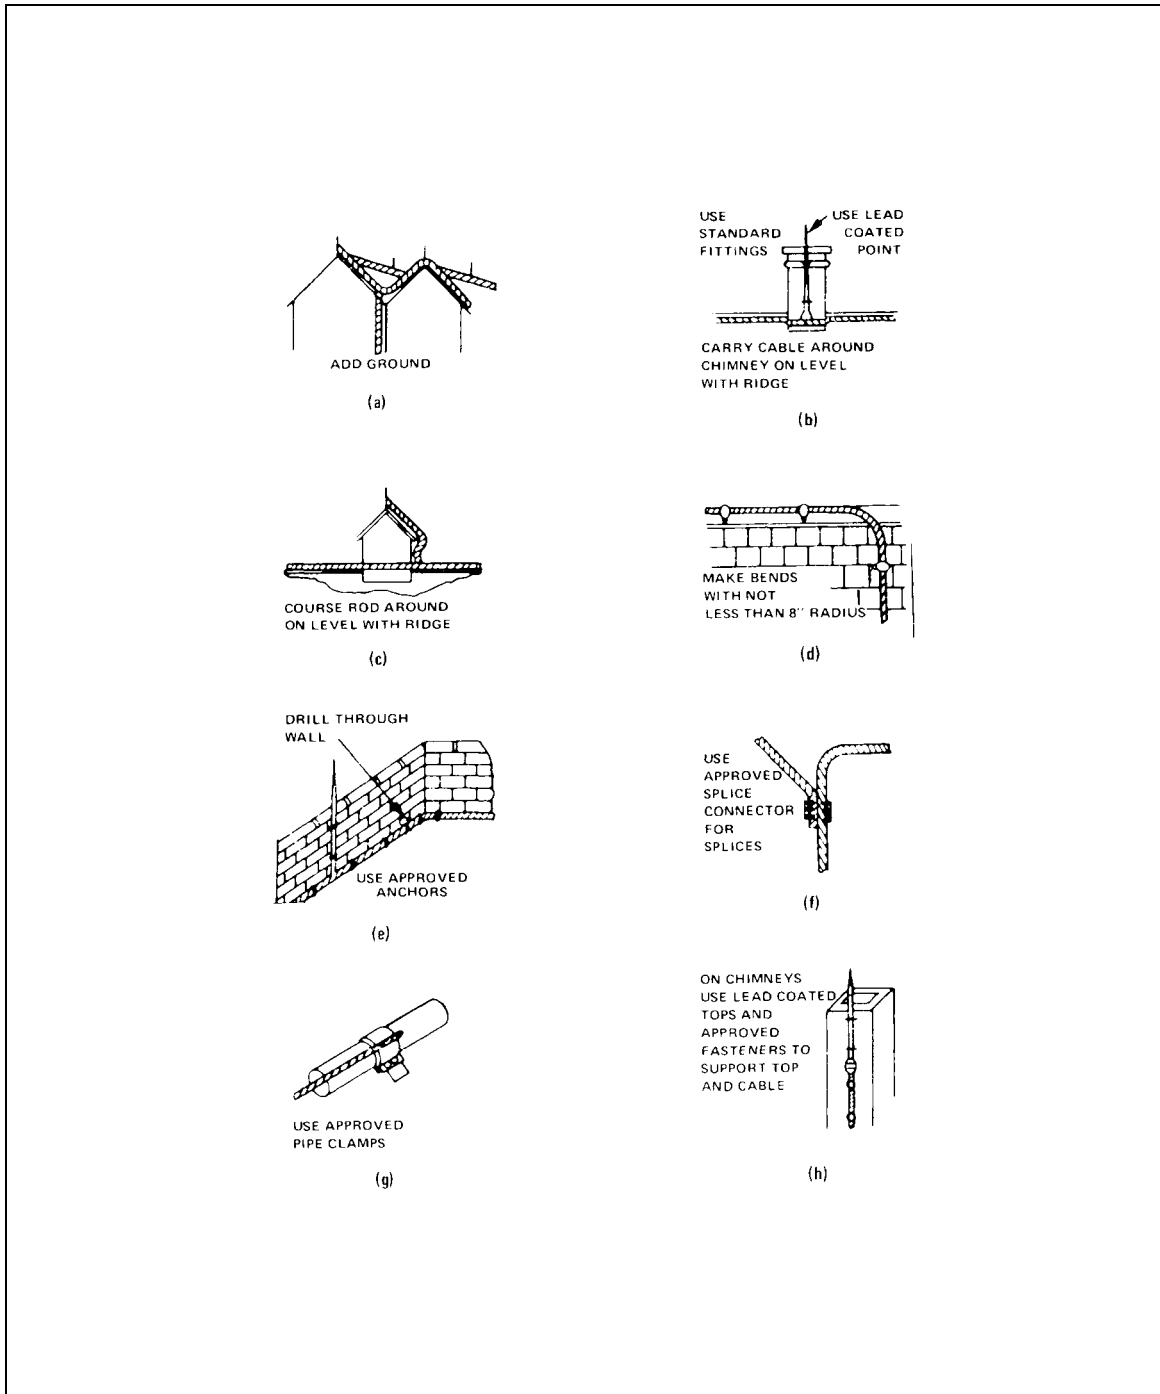 ADD GROUND
(a)
USE
STANDARD
FITTINGS
USE LEAD
COATED
POINT
CARRY CABLE AROUND
CHIMNEY ON LEVEL
WITH RIDGE
(b)
COURSE ROD AROUND
ON LEVEL WITH RIDGE
(c)
MAKE BENDS
WITH NOT
LESS THAN 8" RADIUS
(d)
DRILL THROUGH
WALL
USE APPROVED
ANCHORS
(e)
USE
APPROVED
SPLICE
CONNECTOR
FOR
SPLICES
(f)
USE APPROVED
PIPE CLAMPS
(g)
ON CHIMNEYS
USE LEAD COATED
TOPS AND
APPROVED
FASTENERS TO
SUPPORT TOP
AND CABLE
(h)